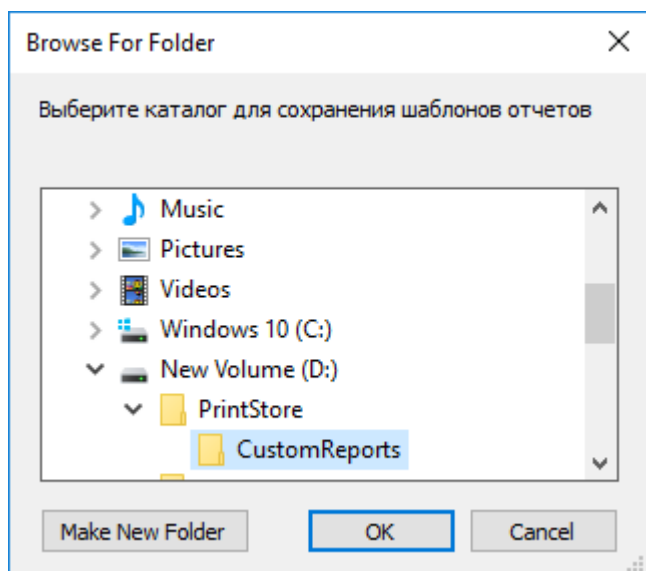 Browse For Folder
Выберите каталог для сохранения шаблонов отчетов
Music
Pictures
Videos
Windows 10 (C:)
New Volume (D:)
PrintStore
CustomReports
Make New Folder
OK
Cancel